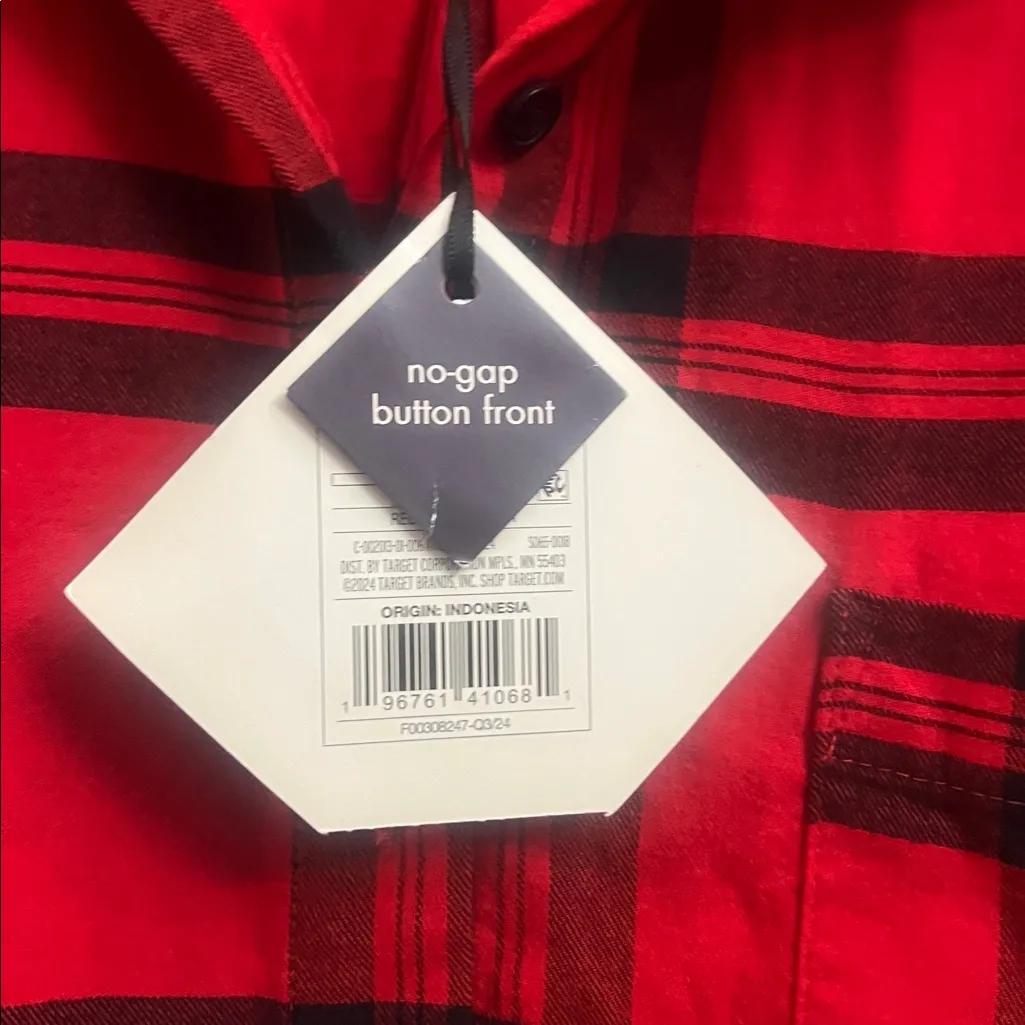 no-gap
button front
DIST. BY TARGET MPLS., MN 55403
©2024 TARGET BRANDS, INC. SHOP TARGET.COM
ORIGIN: INDONESIA
1 96761 41068 1
F00308247-Q3/24